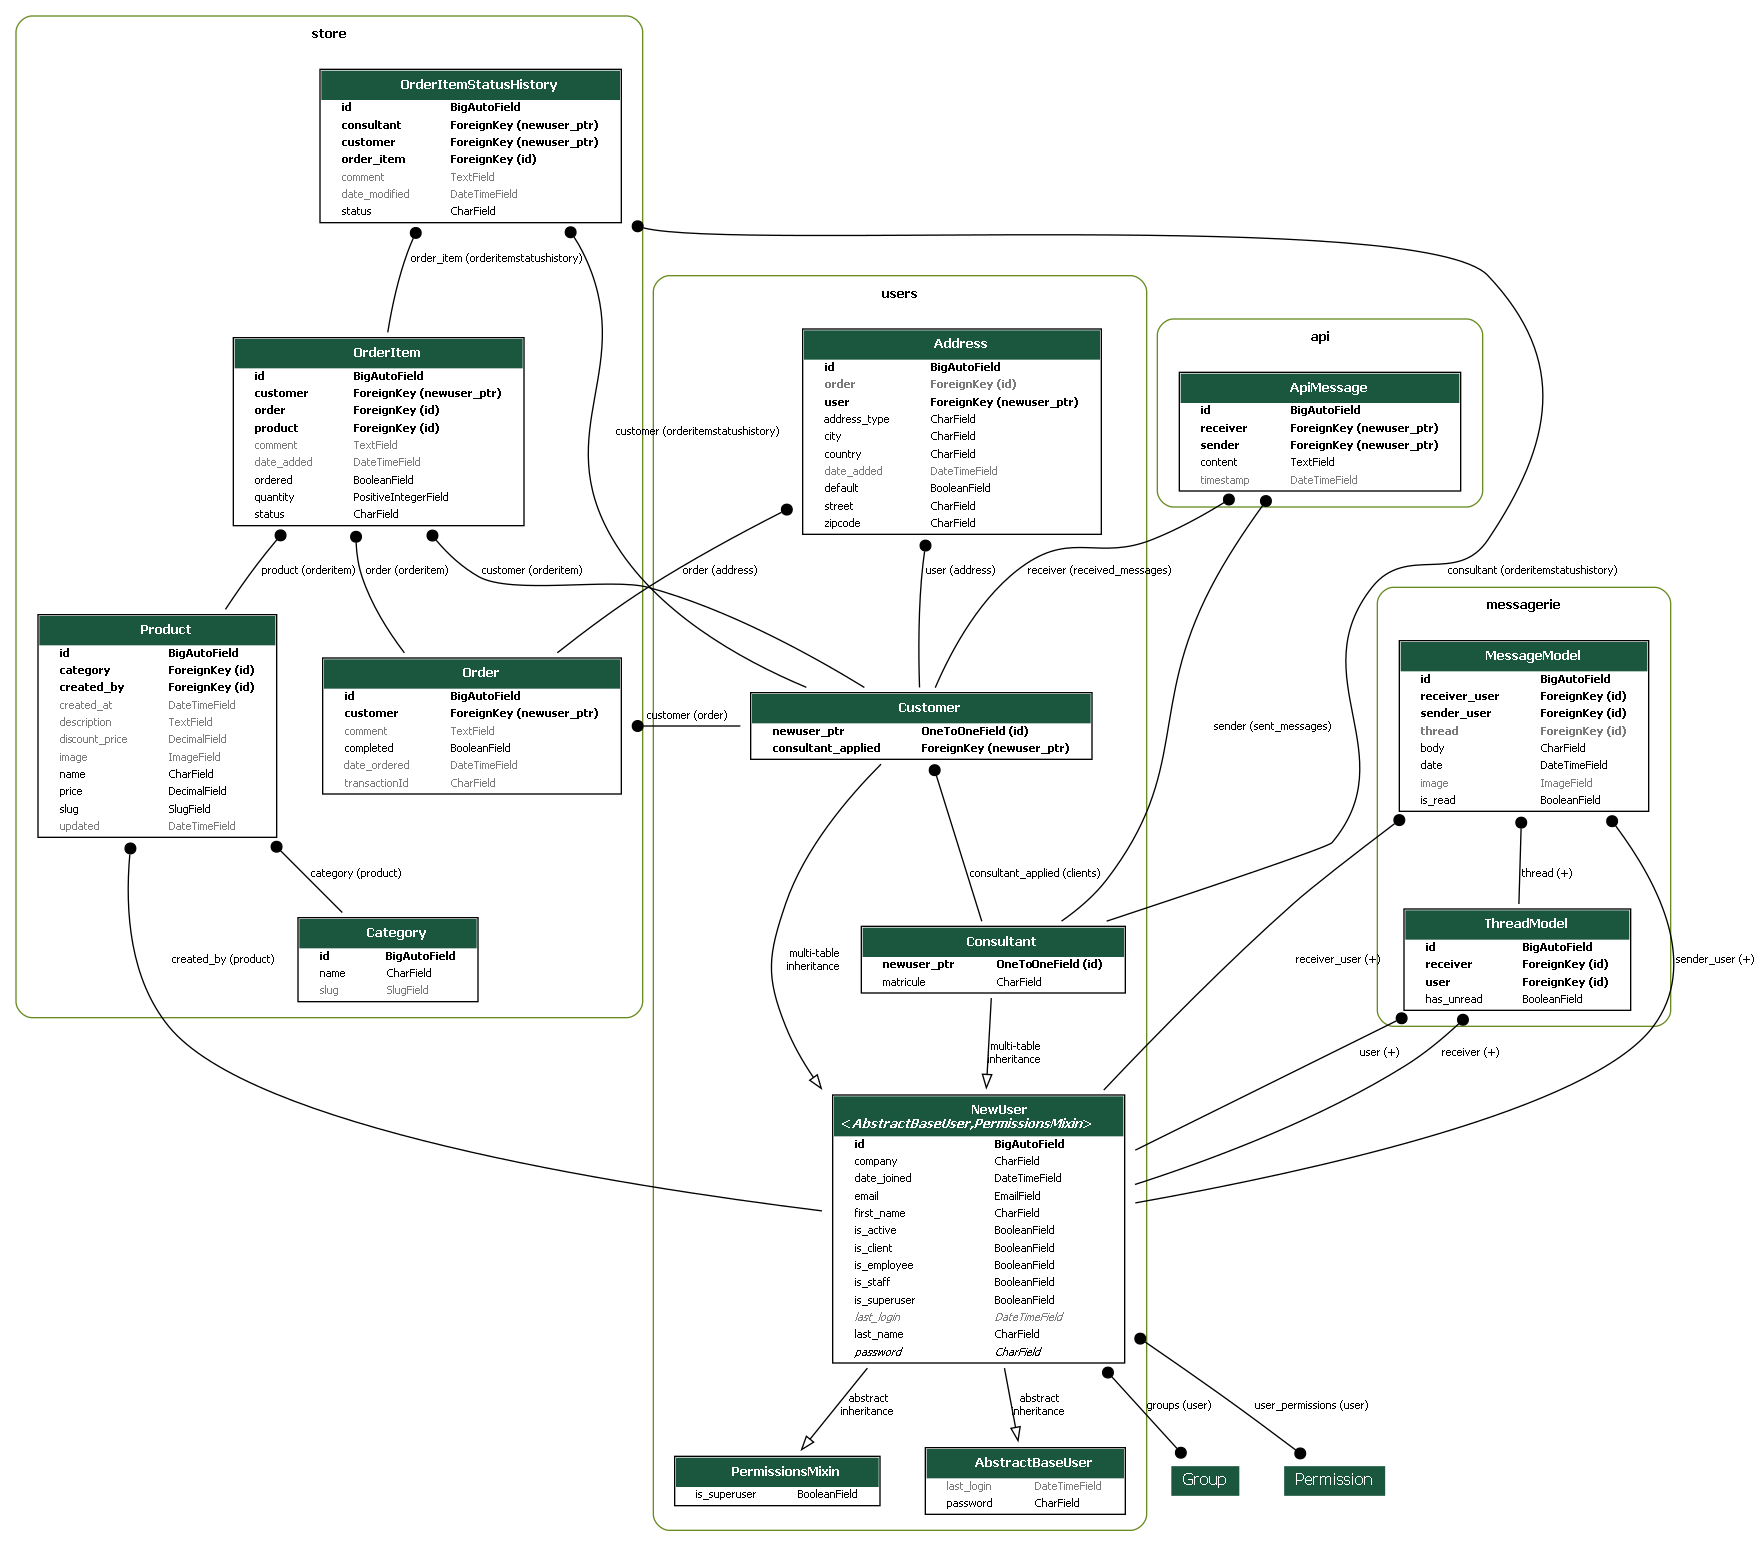 store
OrderItemStatusHistory
id BigAutoField
consultant ForeignKey (newuser_ptr)
customer ForeignKey (newuser_ptr)
order_item ForeignKey (id)
comment TextField
date_modified DateTimeField
status CharField
order_item (orderitemstatushistory)
OrderItem
id BigAutoField
customer ForeignKey (newuser_ptr)
order ForeignKey (id)
product ForeignKey (id)
comment TextField
date_added DateTimeField
ordered BooleanField
quantity PositiveIntegerField
status CharField
customer (orderitemstatushistory)
product (orderitem)
order (orderitem)
customer (orderitem)
Product
id BigAutoField
category ForeignKey (id)
created_by ForeignKey (id)
created_at DateTimeField
description TextField
discount_price DecimalField
image ImageField
name CharField
price DecimalField
slug SlugField
updated DateTimeField
Order
id BigAutoField
customer ForeignKey (newuser_ptr)
comment TextField
completed BooleanField
date_ordered DateTimeField
transactionId CharField
customer (order)
category (product)
Category
id BigAutoField
name CharField
slug SlugField
created_by (product)
users
Address
id BigAutoField
order ForeignKey (id)
user ForeignKey (newuser_ptr)
address_type CharField
city CharField
country CharField
date_added DateTimeField
default BooleanField
street CharField
zipcode CharField
order (address)
user (address)
receiver (received_messages)
Customer
newuser_ptr OneToOneField (id)
consultant_applied ForeignKey (newuser_ptr)
consultant_applied (clients)
multi-table
inheritance
Consultant
newuser_ptr OneToOneField (id)
matricule CharField
multi-table
inheritance
NewUser
<AbstractBaseUser,PermissionsMixin>
id BigAutoField
company CharField
date_joined DateTimeField
email EmailField
first_name CharField
is_active BooleanField
is_client BooleanField
is_employee BooleanField
is_staff BooleanField
is_superuser BooleanField
last_login DateTimeField
last_name CharField
password CharField
abstract
inheritance
abstract
inheritance
groups (user)
user_permissions (user)
PermissionsMixin
is_superuser BooleanField
AbstractBaseUser
last_login DateTimeField
password CharField
Group
Permission
api
ApiMessage
id BigAutoField
receiver ForeignKey (newuser_ptr)
sender ForeignKey (newuser_ptr)
content TextField
timestamp DateTimeField
consultant (orderitemstatushistory)
sender (sent_messages)
messagerie
MessageModel
id BigAutoField
receiver_user ForeignKey (id)
sender_user ForeignKey (id)
thread ForeignKey (id)
body CharField
date DateTimeField
image ImageField
is_read BooleanField
thread (+)
ThreadModel
id BigAutoField
receiver ForeignKey (id)
user ForeignKey (id)
has_unread BooleanField
receiver_user (+)
sender_user (+)
user (+)
receiver (+)